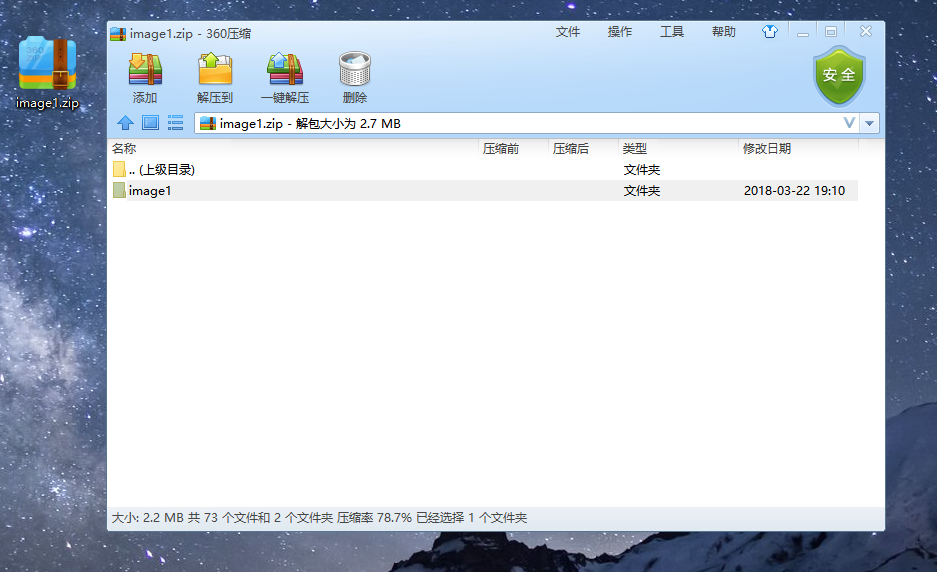 360
ZIP
image1.zip
image1.zip - 360压缩
文件 操作 工具 帮助
添加 解压到 一键解压 删除
安全
image1.zip - 解包大小为 2.7 MB
名称 压缩前 压缩后 类型 修改日期
.. (上级目录) 文件夹
image1 文件夹 2018-03-22 19:10
大小: 2.2 MB 共 73 个文件和 2 个文件夹 压缩率 78.7% 已经选择 1 个文件夹